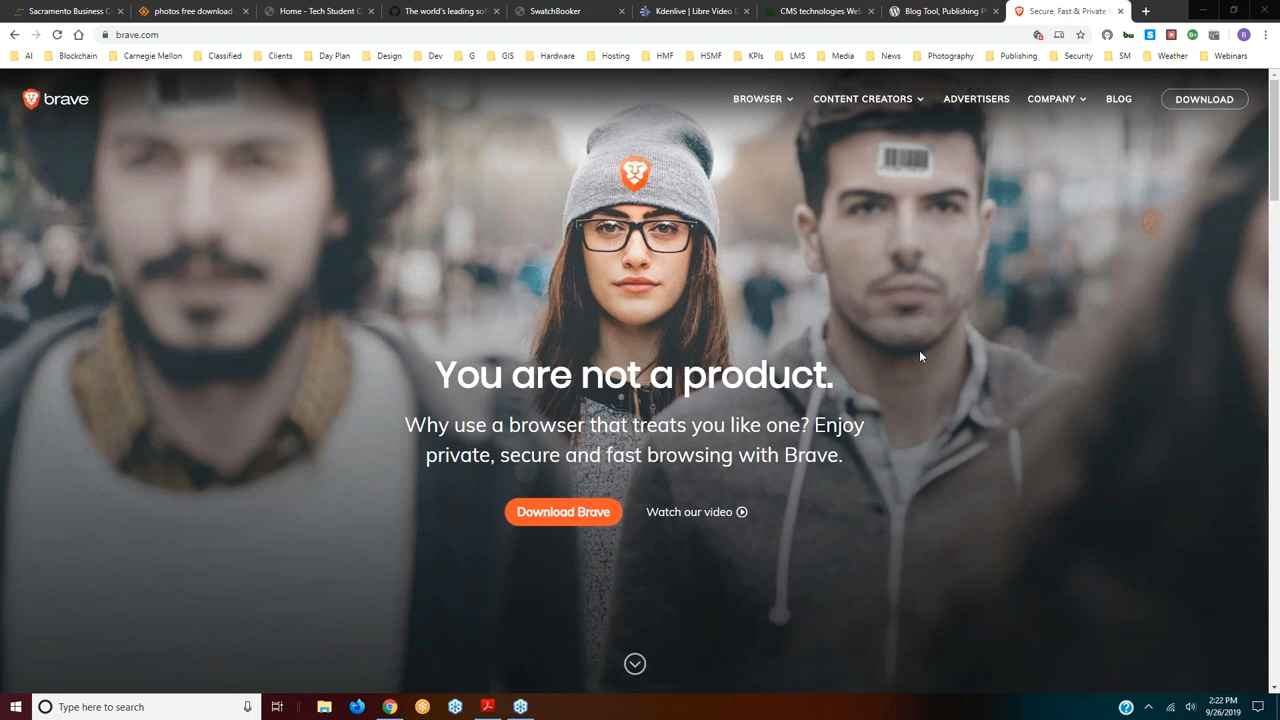 Sacramento Business C
photos free download
Home - Tech Student C
The world's leading sof
SwatchBooker
Kdenlive | Libre Video E
CMS technologies Web
Blog Tool, Publishing P
Secure, Fast & Private
brave.com
AI
Blockchain
Carnegie Mellon
Classified
Clients
Day Plan
Design
Dev
G
GIS
Hardware
Hosting
HMF
HSMF
KPIs
LMS
Media
News
Photography
Publishing
Security
SM
Weather
Webinars
brave
BROWSER
CONTENT CREATORS
ADVERTISERS
COMPANY
BLOG
DOWNLOAD
You are not a product.
Why use a browser that treats you like one? Enjoy
private, secure and fast browsing with Brave.
Download Brave
Watch our video
Type here to search
2:22 PM
9/26/2019